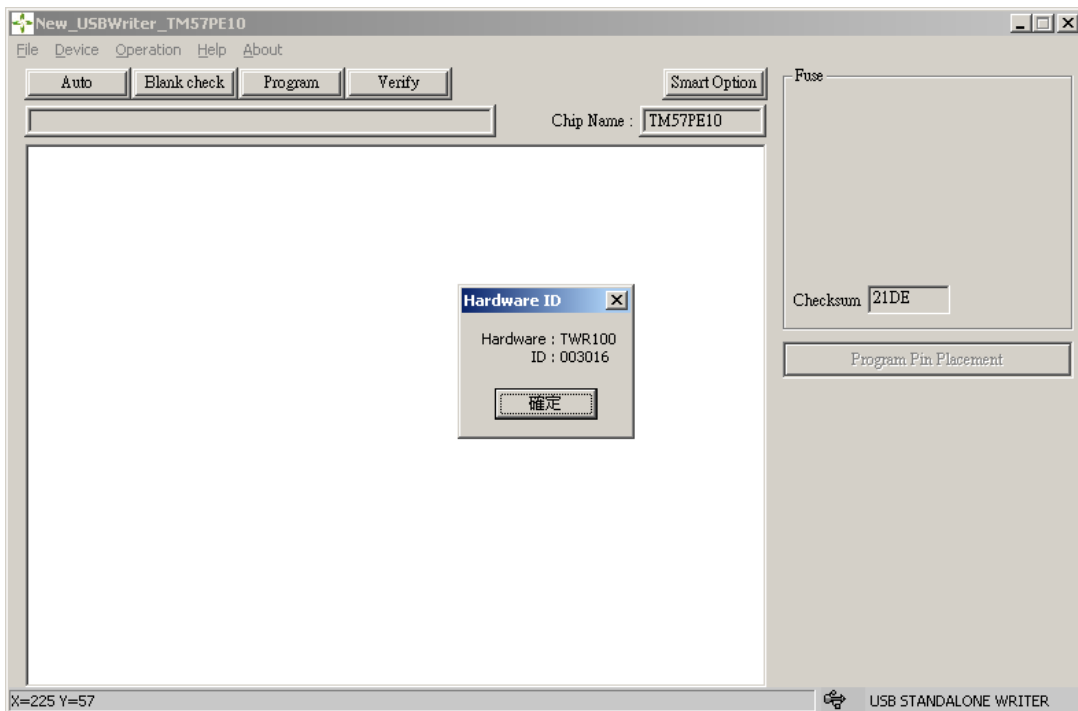 New_USBWriter_TM57PE10
File Device Operation Help About
Auto Blank check Program Verify Smart Option
Chip Name : TM57PE10
Fuse
Hardware ID
Hardware : TWR100
ID : 003016
確定
Checksum 21DE
Program Pin Placement
X=225 Y=57
USB STANDALONE WRITER